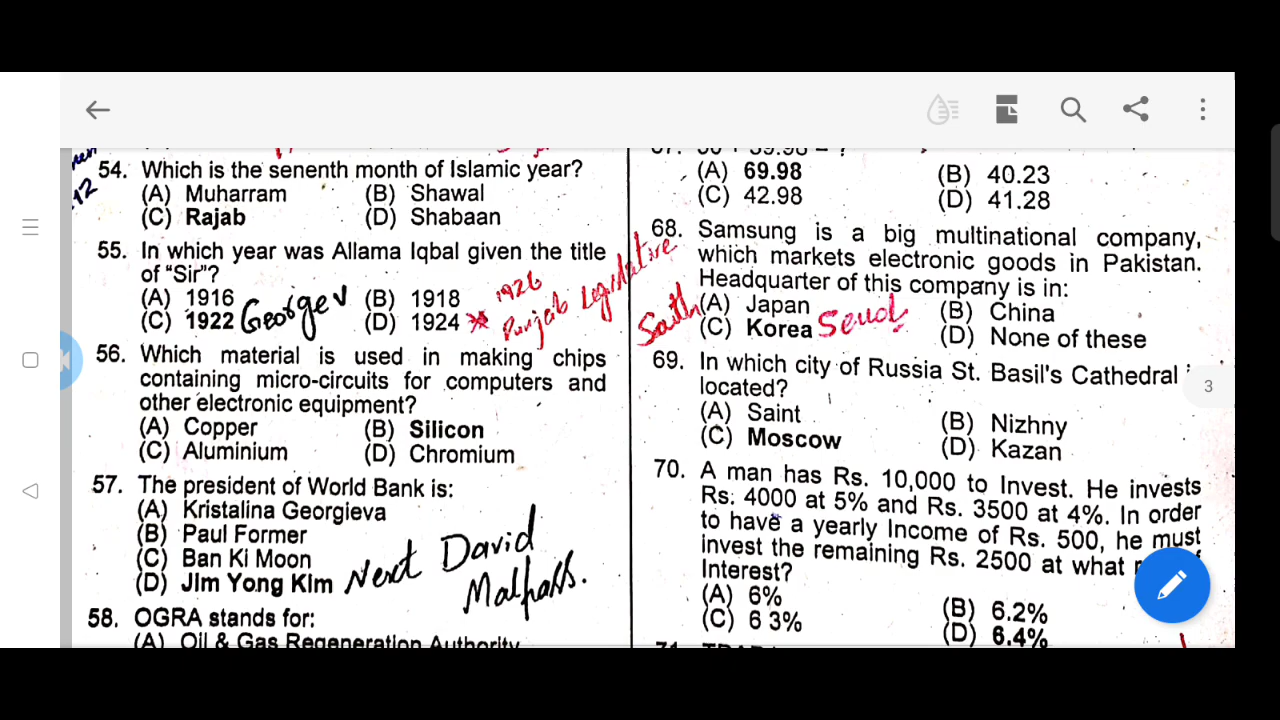 54. Which is the senenth month of Islamic year?
(A) Muharram (B) Shawal
(C) Rajab (D) Shabaan
55. In which year was Allama Iqbal given the title
of "Sir"?
(A) 1916 (B) 1918
(C) 1922 George V (D) 1924
1926
Punjab Legislative
56. Which material is used in making chips
containing micro-circuits for computers and
other electronic equipment?
(A) Copper (B) Silicon
(C) Aluminium (D) Chromium
57. The president of World Bank is:
(A) Kristalina Georgieva
(B) Paul Former
(C) Ban Ki Moon
(D) Jim Yong Kim Next David
Malpass.
58. OGRA stands for:
(A) Oil & Gas Regeneration Authority
(A) 69.98 (B) 40.23
(C) 42.98 (D) 41.28
68. Samsung is a big multinational company,
which markets electronic goods in Pakistan.
Headquarter of this company is in:
(A) Japan (B) China
South (C) Korea Seoul (D) None of these
69. In which city of Russia St. Basil's Cathedral
located?
(A) Saint (B) Nizhny
(C) Moscow (D) Kazan
70. A man has Rs. 10,000 to Invest. He invests
Rs. 4000 at 5% and Rs. 3500 at 4%. In order
to have a yearly Income of Rs. 500, he must
invest the remaining Rs. 2500 at what
Interest?
(A) 6% (B) 6.2%
(C) 6 3% (D) 6.4%
3